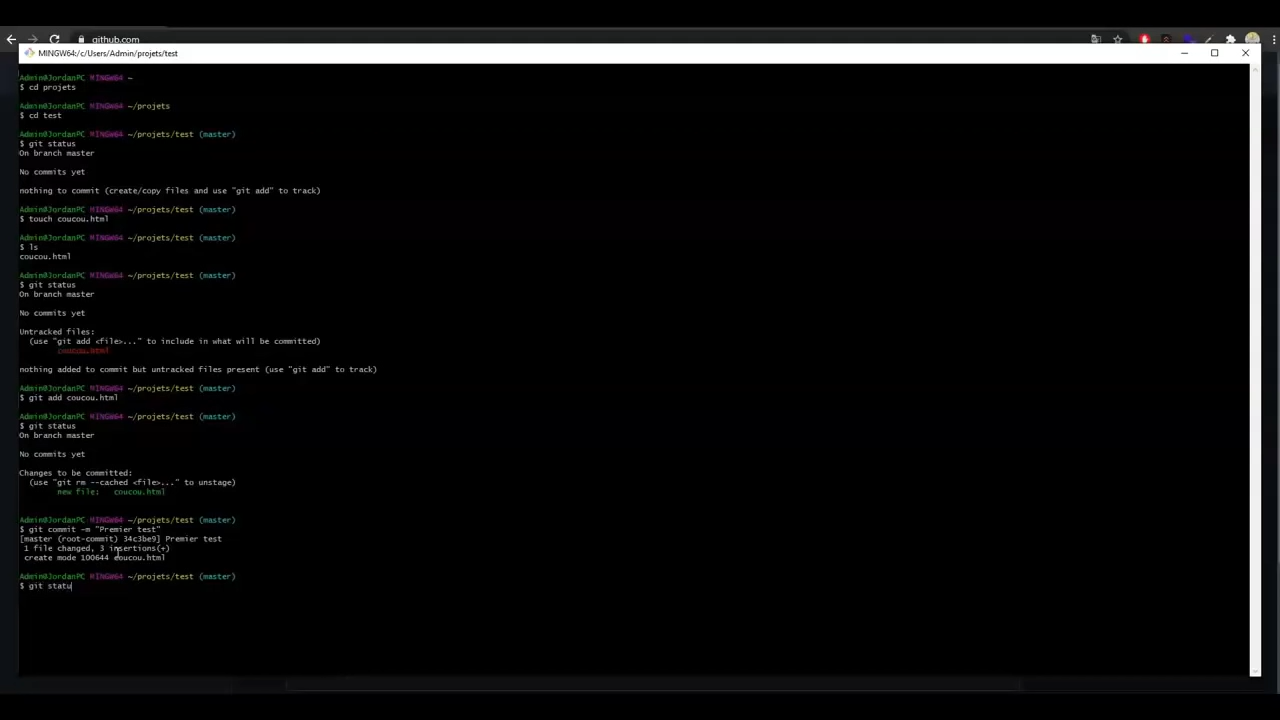 github.com
MINGW64:/c/Users/Admin/projets/test
Admin@JordanPC MINGW64 ~
$ cd projets
Admin@JordanPC MINGW64 ~/projets
$ cd test
Admin@JordanPC MINGW64 ~/projets/test (master)
$ git status
On branch master
No commits yet
nothing to commit (create/copy files and use "git add" to track)
Admin@JordanPC MINGW64 ~/projets/test (master)
$ touch coucou.html
Admin@JordanPC MINGW64 ~/projets/test (master)
$ ls
coucou.html
Admin@JordanPC MINGW64 ~/projets/test (master)
$ git status
On branch master
No commits yet
Untracked files:
(use "git add <file>..." to include in what will be committed)
coucou.html
nothing added to commit but untracked files present (use "git add" to track)
Admin@JordanPC MINGW64 ~/projets/test (master)
$ git add coucou.html
Admin@JordanPC MINGW64 ~/projets/test (master)
$ git status
On branch master
No commits yet
Changes to be committed:
(use "git rm --cached <file>..." to unstage)
new file: coucou.html
Admin@JordanPC MINGW64 ~/projets/test (master)
$ git commit -m "Premier test"
[master (root-commit) 34c3be9] Premier test
1 file changed, 3 insertions(+)
create mode 100644 coucou.html
Admin@JordanPC MINGW64 ~/projets/test (master)
$ git statu